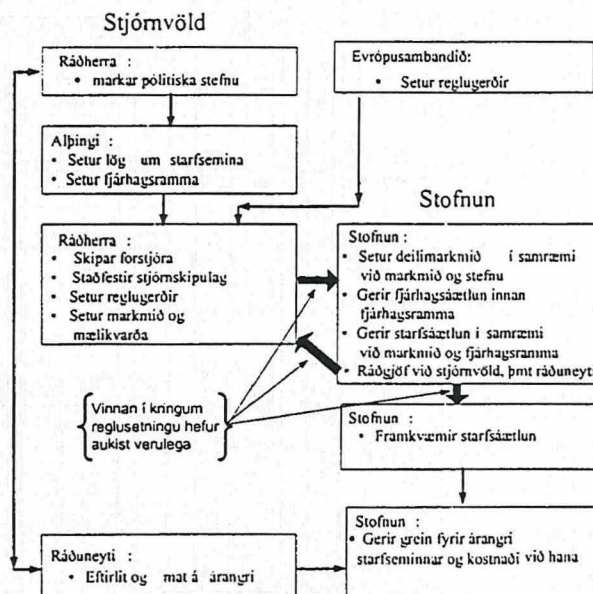 Stjórnvöld
Ráðherra :
• markar pólitíska stefnu
Evrópusambandið:
• Setur reglugerðir
Alþingi :
• Setur lög um starfsemina
• Setur fjárhagsramma
Ráðherra :
• Skipar forstjóra
• Staðfestir stjórnskipulag
• Setur reglugerðir
• Setur markmið og
mælikvarða
Stofnun
Stofnun :
• Setur deilimarkmið í samræmi
við markmið og stefnu
• Gerir fjárhagsáætlun innan
fjárhagsramma
• Gerir starfsætlun í samræmi
við markmið og fjárhagsramma
• Ráðgjöf við stjórnvöld, þmt ráðuneyti
Vinnan í kringum
reglusetningu hefur
aukist verulega
Stofnun :
• Framkvæmir starfsáætlun
Stofnun :
• Gerir grein fyrir árangri
starfseminnar og kostnaði við hana
Ráðuneyti :
• Eftirlit og mat á árangri